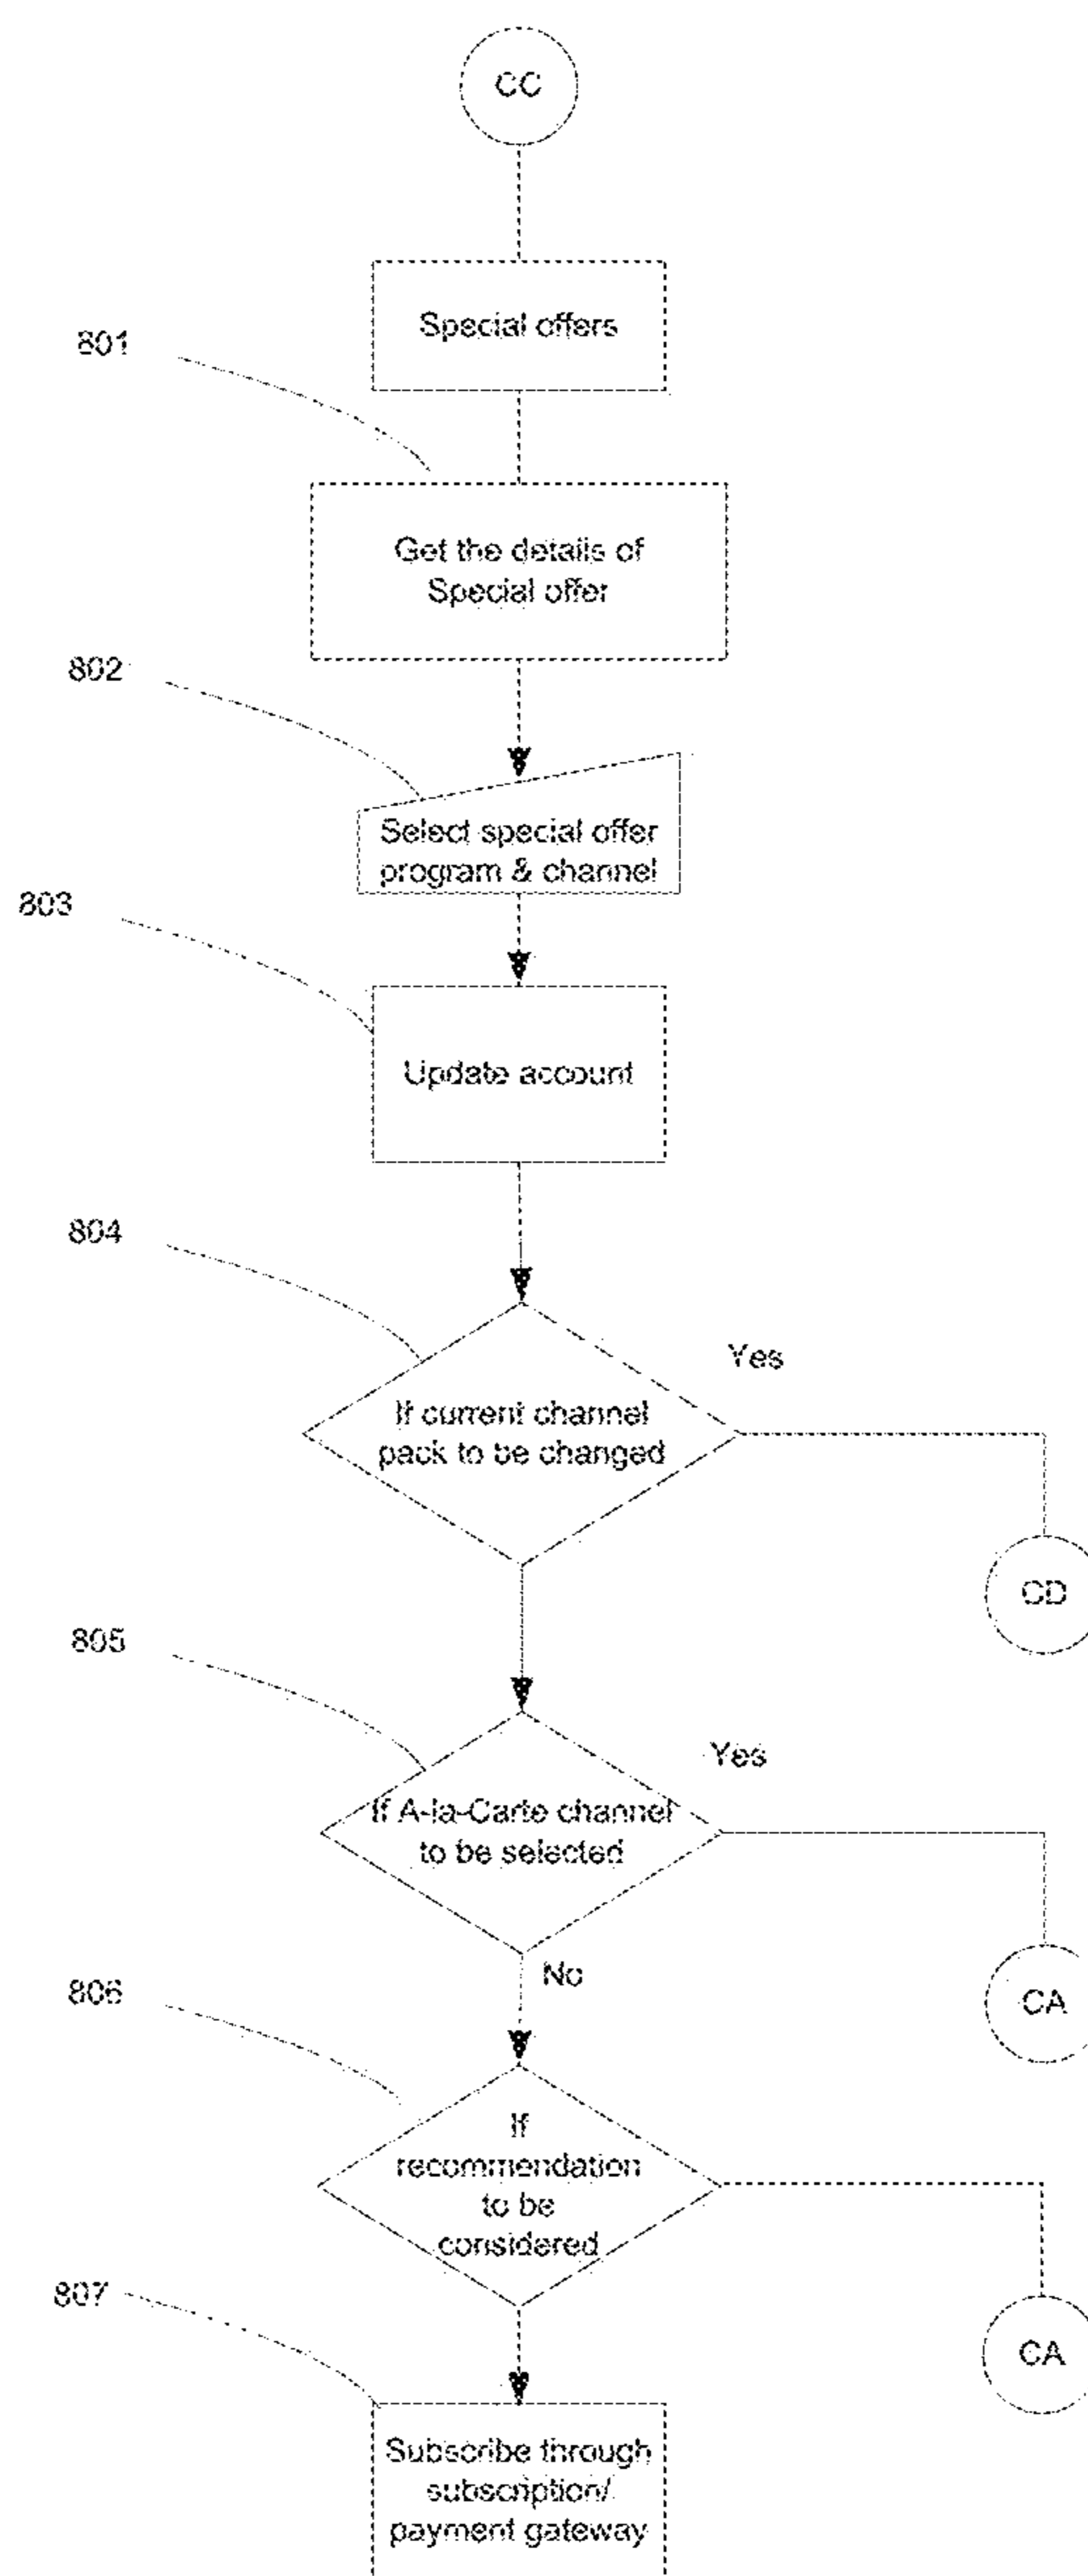 CC
Special offers
801
Get the details of
Special offer
802
Select special offer
program & channel
803
Update account
804
Yes
If current channel
pack to be changed
CD
805
Yes
If A-la-Carte channel
to be selected
No
CA
806
If
recommendation
to be
considered
CA
807
Subscribe through
subscription/
payment gateway